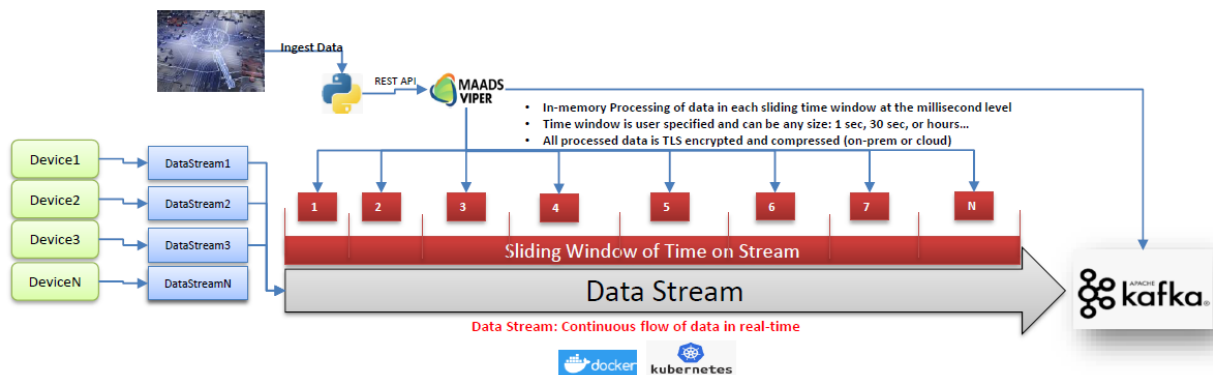 Ingest Data
REST API
MAADS
VIPER
• In-memory Processing of data in each sliding time window at the millisecond level
• Time window is user specified and can be any size: 1 sec, 30 sec, or hours...
• All processed data is TLS encrypted and compressed (on-prem or cloud)
Device1
DataStream1
Device2
DataStream2
Device3
DataStream3
DeviceN
DataStreamN
1
2
3
4
5
6
7
N
Sliding Window of Time on Stream
Data Stream
APACHE
kafka®
Data Stream: Continuous flow of data in real-time
docker
kubernetes